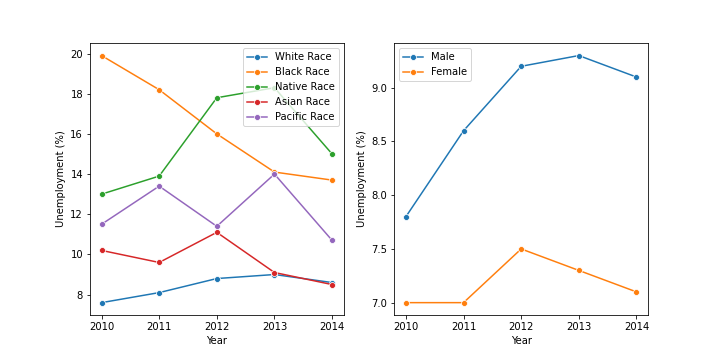 20
18
16
14
12
10
8
Unemployment (%)
2010 2011 2012 2013 2014
Year
White Race
Black Race
Native Race
Asian Race
Pacific Race
9.0
8.5
8.0
7.5
7.0
Unemployment (%)
2010 2011 2012 2013 2014
Year
Male
Female